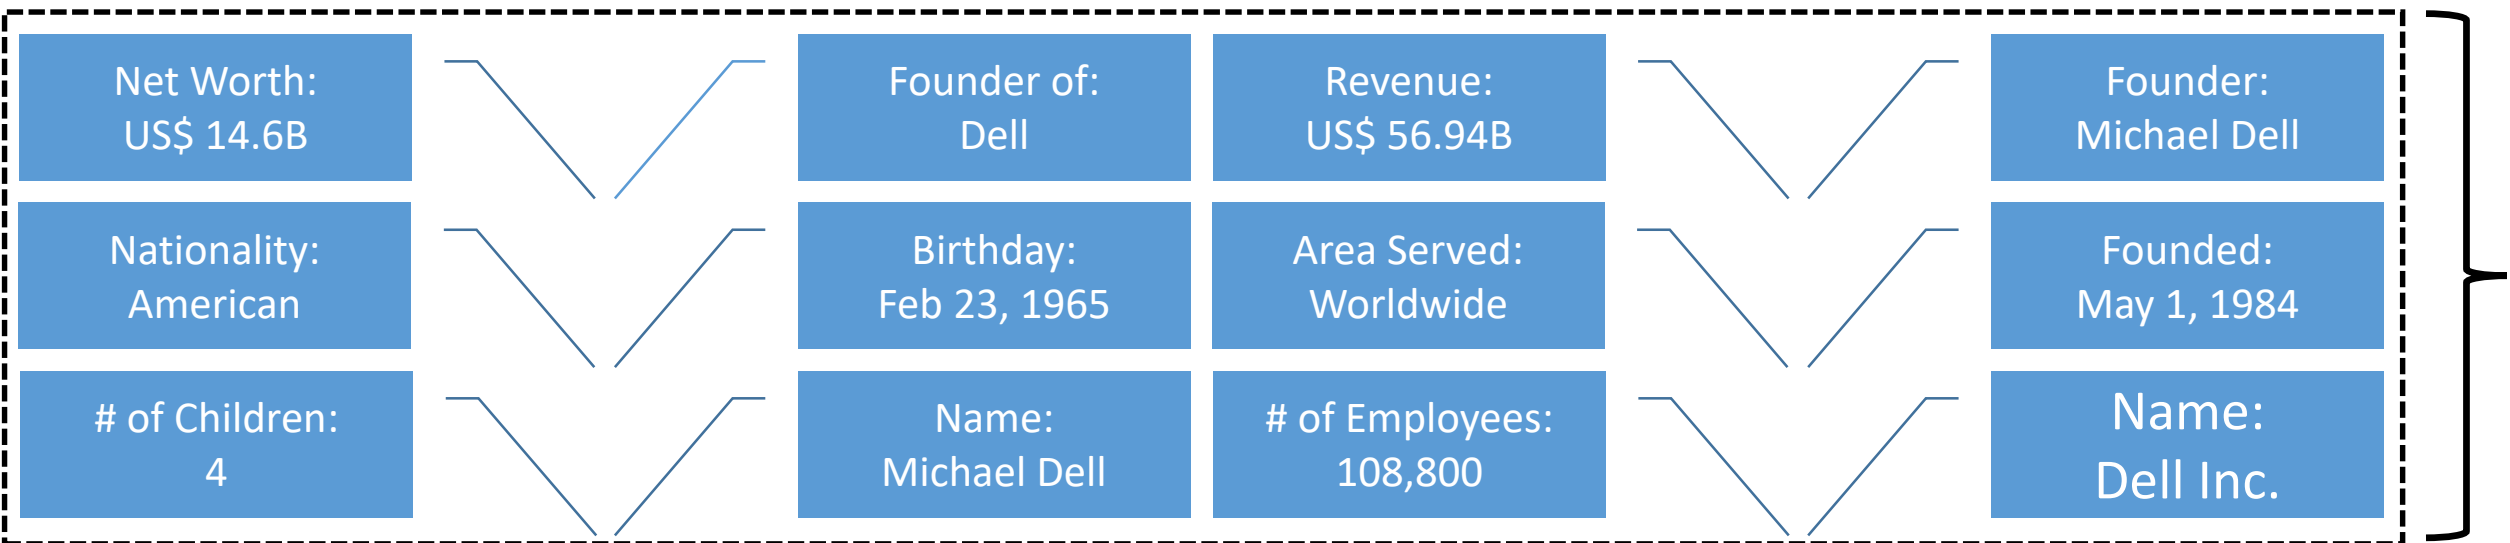 Net Worth:
US$ 14.6B
Founder of:
Dell
Revenue:
US$ 56.94B
Founder:
Michael Dell
Nationality:
American
Birthday:
Feb 23, 1965
Area Served:
Worldwide
Founded:
May 1, 1984
# of Children:
4
Name:
Michael Dell
# of Employees:
108,800
Name:
Dell Inc.